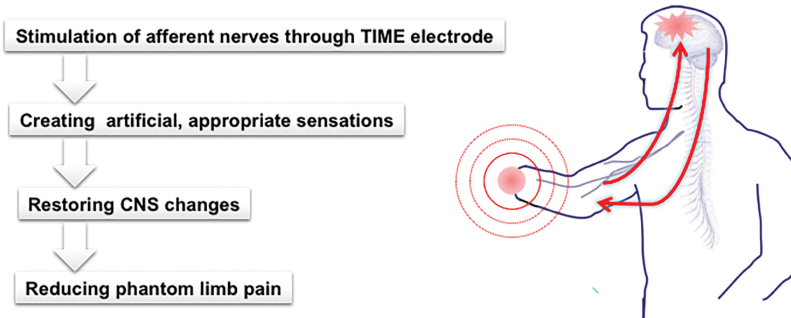 Stimulation of afferent nerves through TIME electrode
Creating artificial, appropriate sensations
Restoring CNS changes
Reducing phantom limb pain